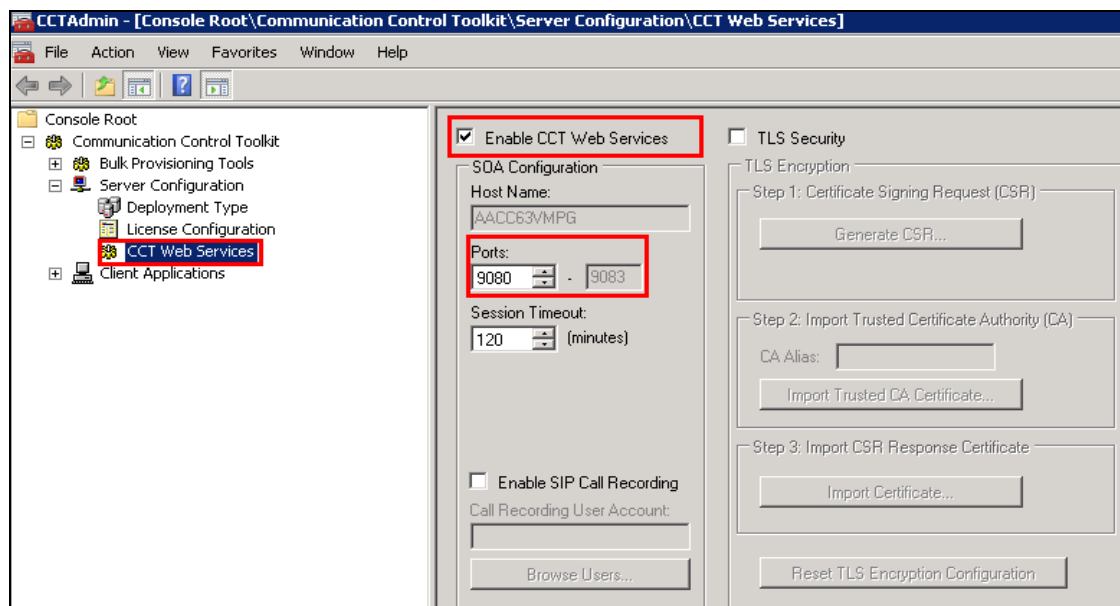 CCTAdmin - [Console Root\Communication Control Toolkit\Server Configuration\CCT Web Services]
File Action View Favorites Window Help
Console Root
Communication Control Toolkit
Bulk Provisioning Tools
Server Configuration
Deployment Type
License Configuration
CCT Web Services
Client Applications
Enable CCT Web Services
SOA Configuration
Host Name:
AACC63VMPG
Ports:
9080 - 9083
Session Timeout:
120 (minutes)
Enable SIP Call Recording
Call Recording User Account:
Browse Users...
TLS Security
TLS Encryption
Step 1: Certificate Signing Request (CSR)
Generate CSR...
Step 2: Import Trusted Certificate Authority (CA)
CA Alias:
Import Trusted CA Certificate...
Step 3: Import CSR Response Certificate
Import Certificate...
Reset TLS Encryption Configuration